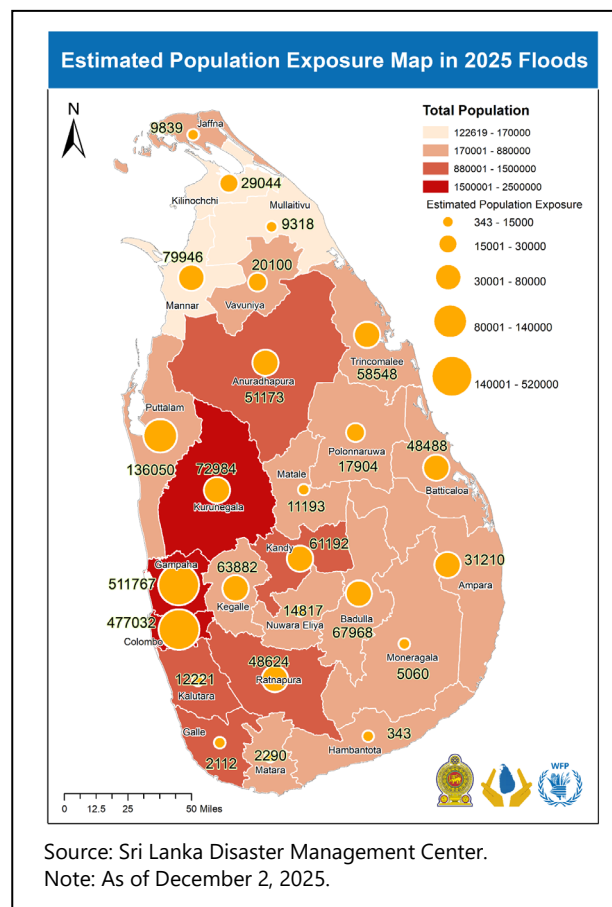 Estimated Population Exposure Map in 2025 Floods
N
Total Population
122619 - 170000
170001 - 880000
880001 - 1500000
1500001 - 2500000
Estimated Population Exposure
343 - 15000
15001 - 30000
30001 - 80000
80001 - 140000
140001 - 520000
Jaffna
9839
29044
Kilinochchi
Mullaitivu
9318
79946
Mannar
20100
Vavuniya
Trincomalee
58548
Anuradhapura
51173
Puttalam
136050
72984
Kurunegala
Polonnaruwa
17904
48488
Batticaloa
Matale
11193
Kandy
61192
Gampaha
511767
63882
Kegalle
31210
Ampara
477032
Colombo
14817
Nuwara Eliya
Badulla
67968
Moneragala
5060
12221
Kalutara
48624
Ratnapura
Galle
2112
2290
Matara
343
Hambantota
0 12.5 25 50 Miles
WFP
Source: Sri Lanka Disaster Management Center.
Note: As of December 2, 2025.